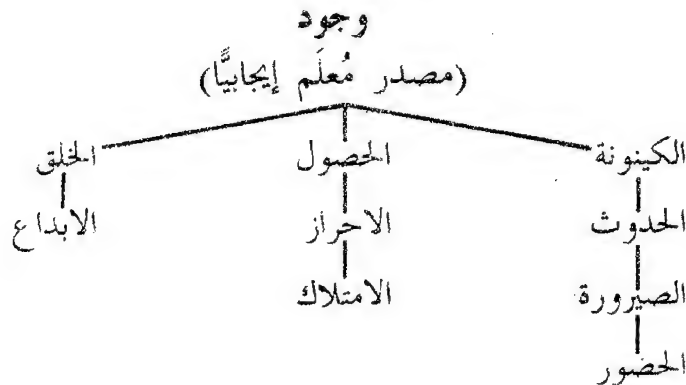 وجود
(مصدر مُعلَم إيجابيًّا)
الكينونة الحصول الخلق
الحدوث الاحراز الابداع
الصيرورة الامتلاك
الحضور